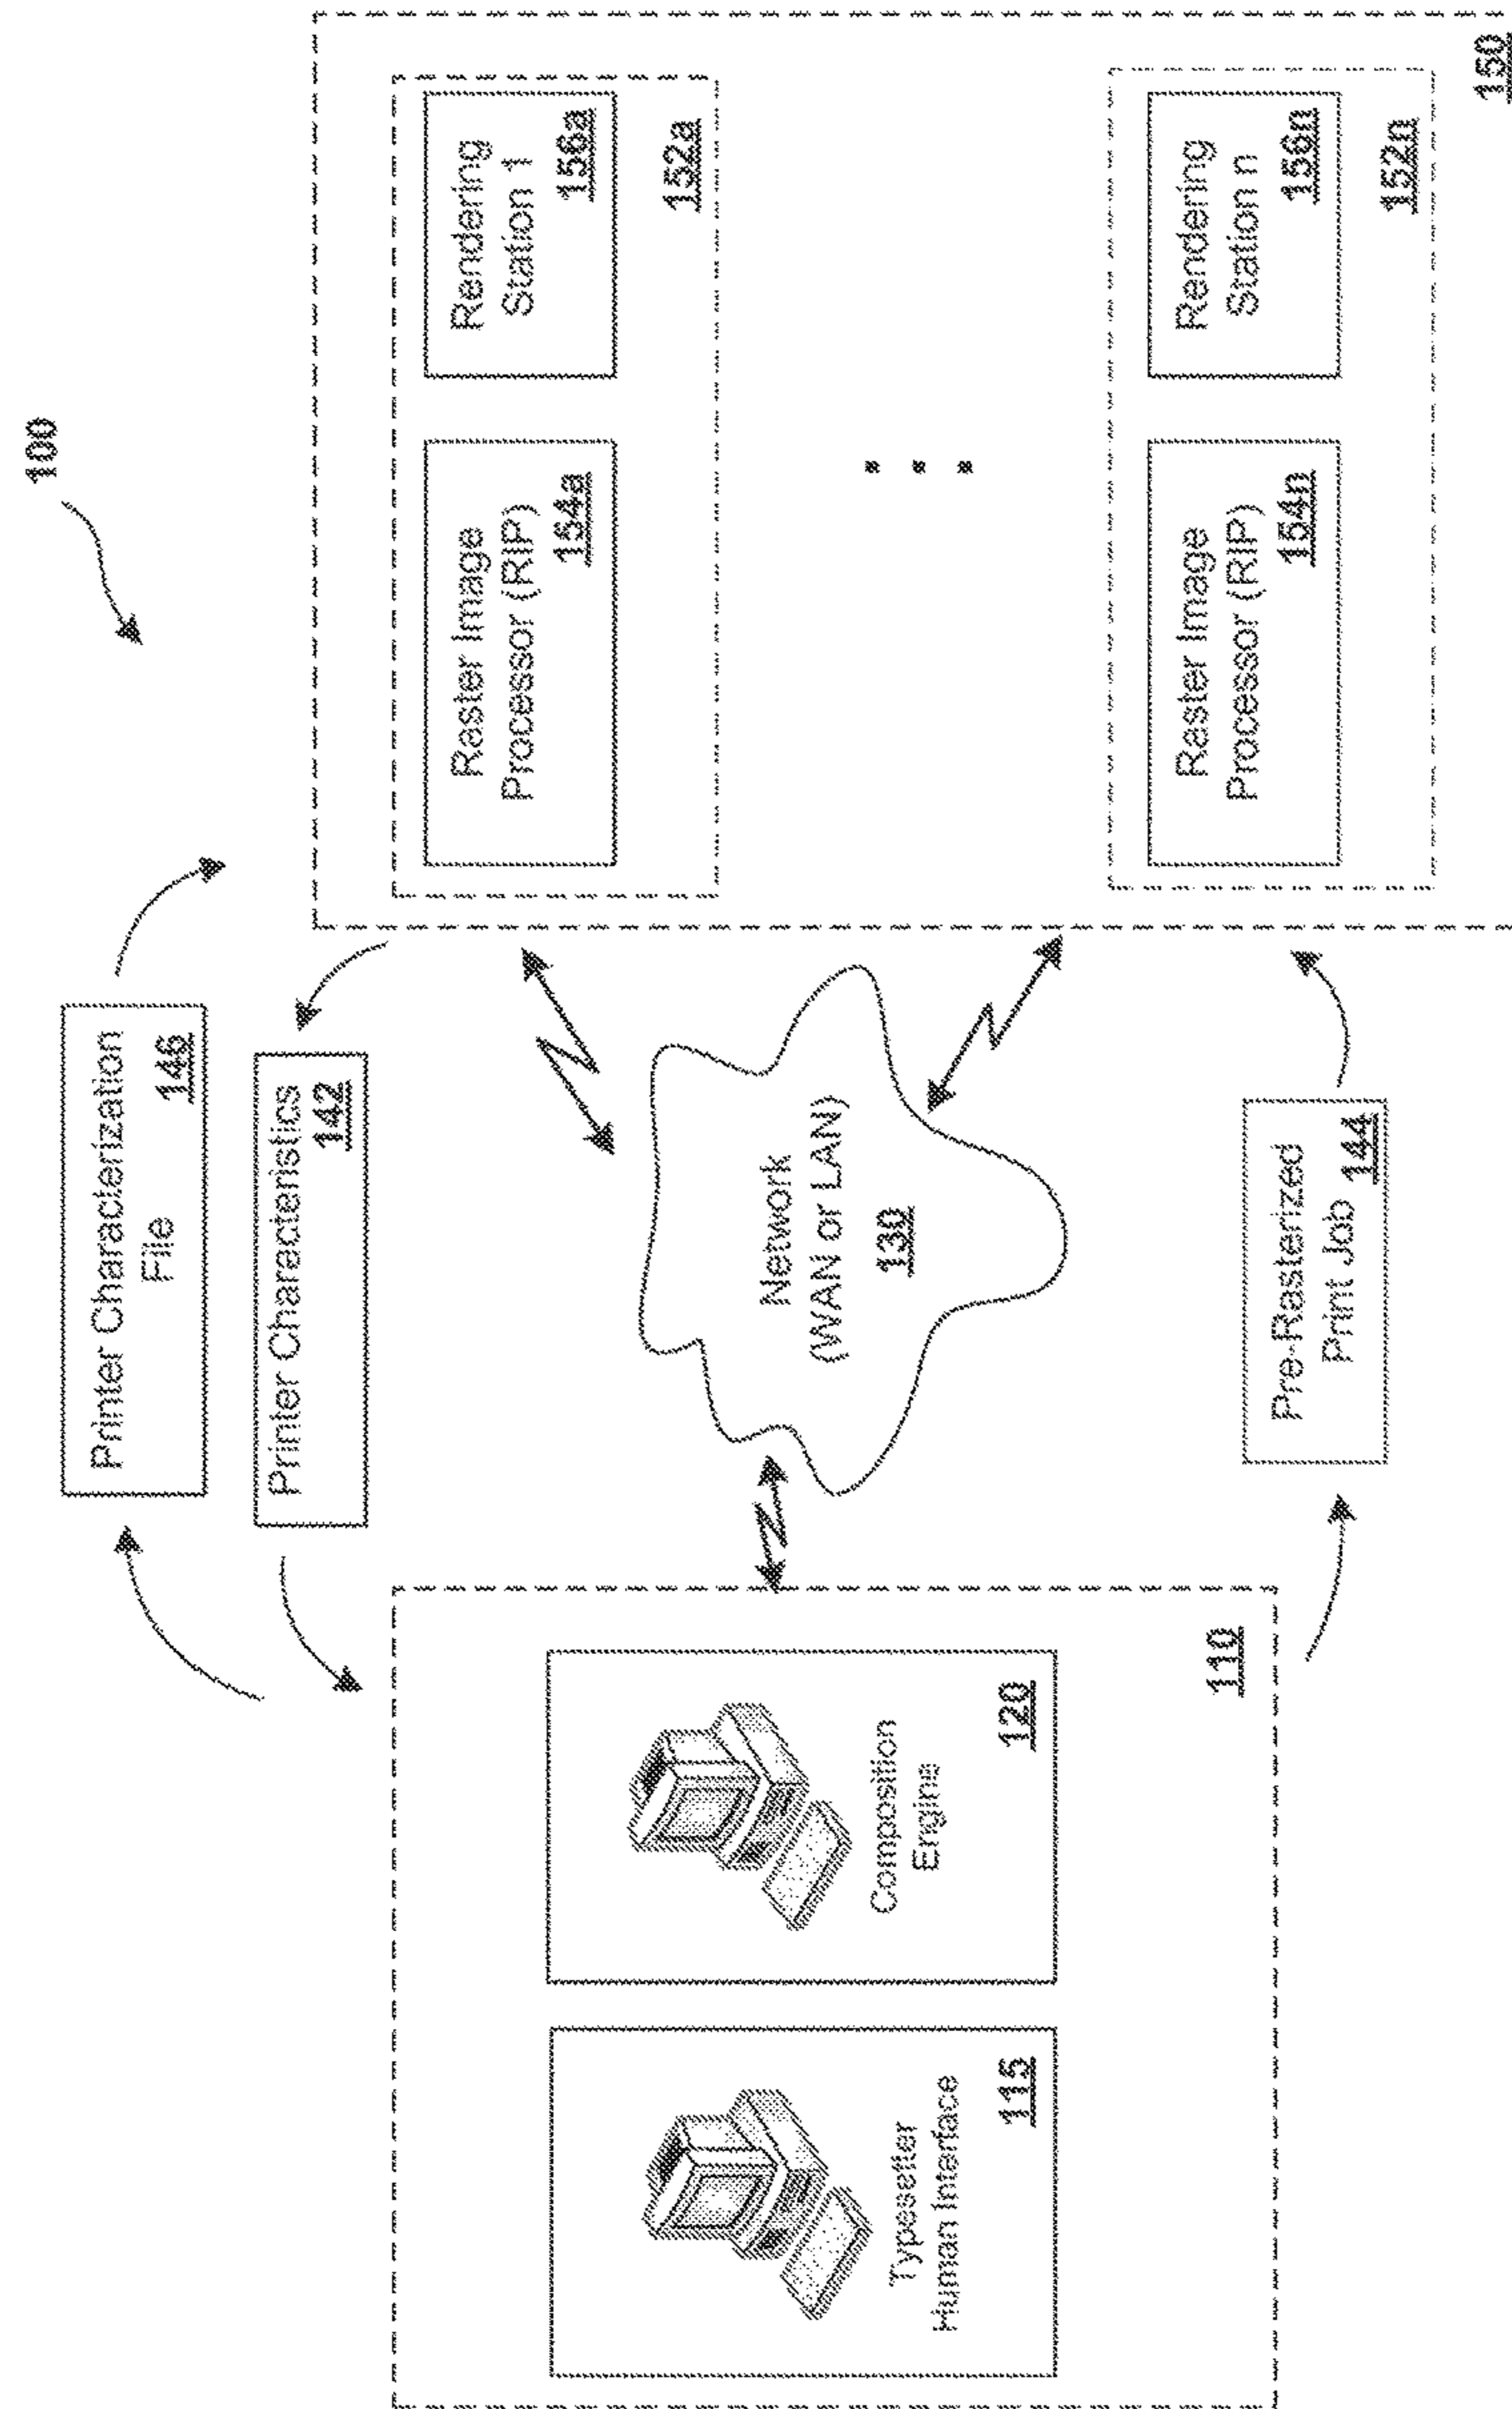 100
Printer Characterization
File
146
Printer Characteristics
142
Typesetter
Human Interface
115
Composition
Engine
120
110
Network
(WAN or LAN)
130
Pre-Rasterized
Print Job
144
Raster Image
Processor (RIP)
154a
Rendering
Station 1
156a
152a
Raster Image
Processor (RIP)
154n
Rendering
Station n
156n
152n
150